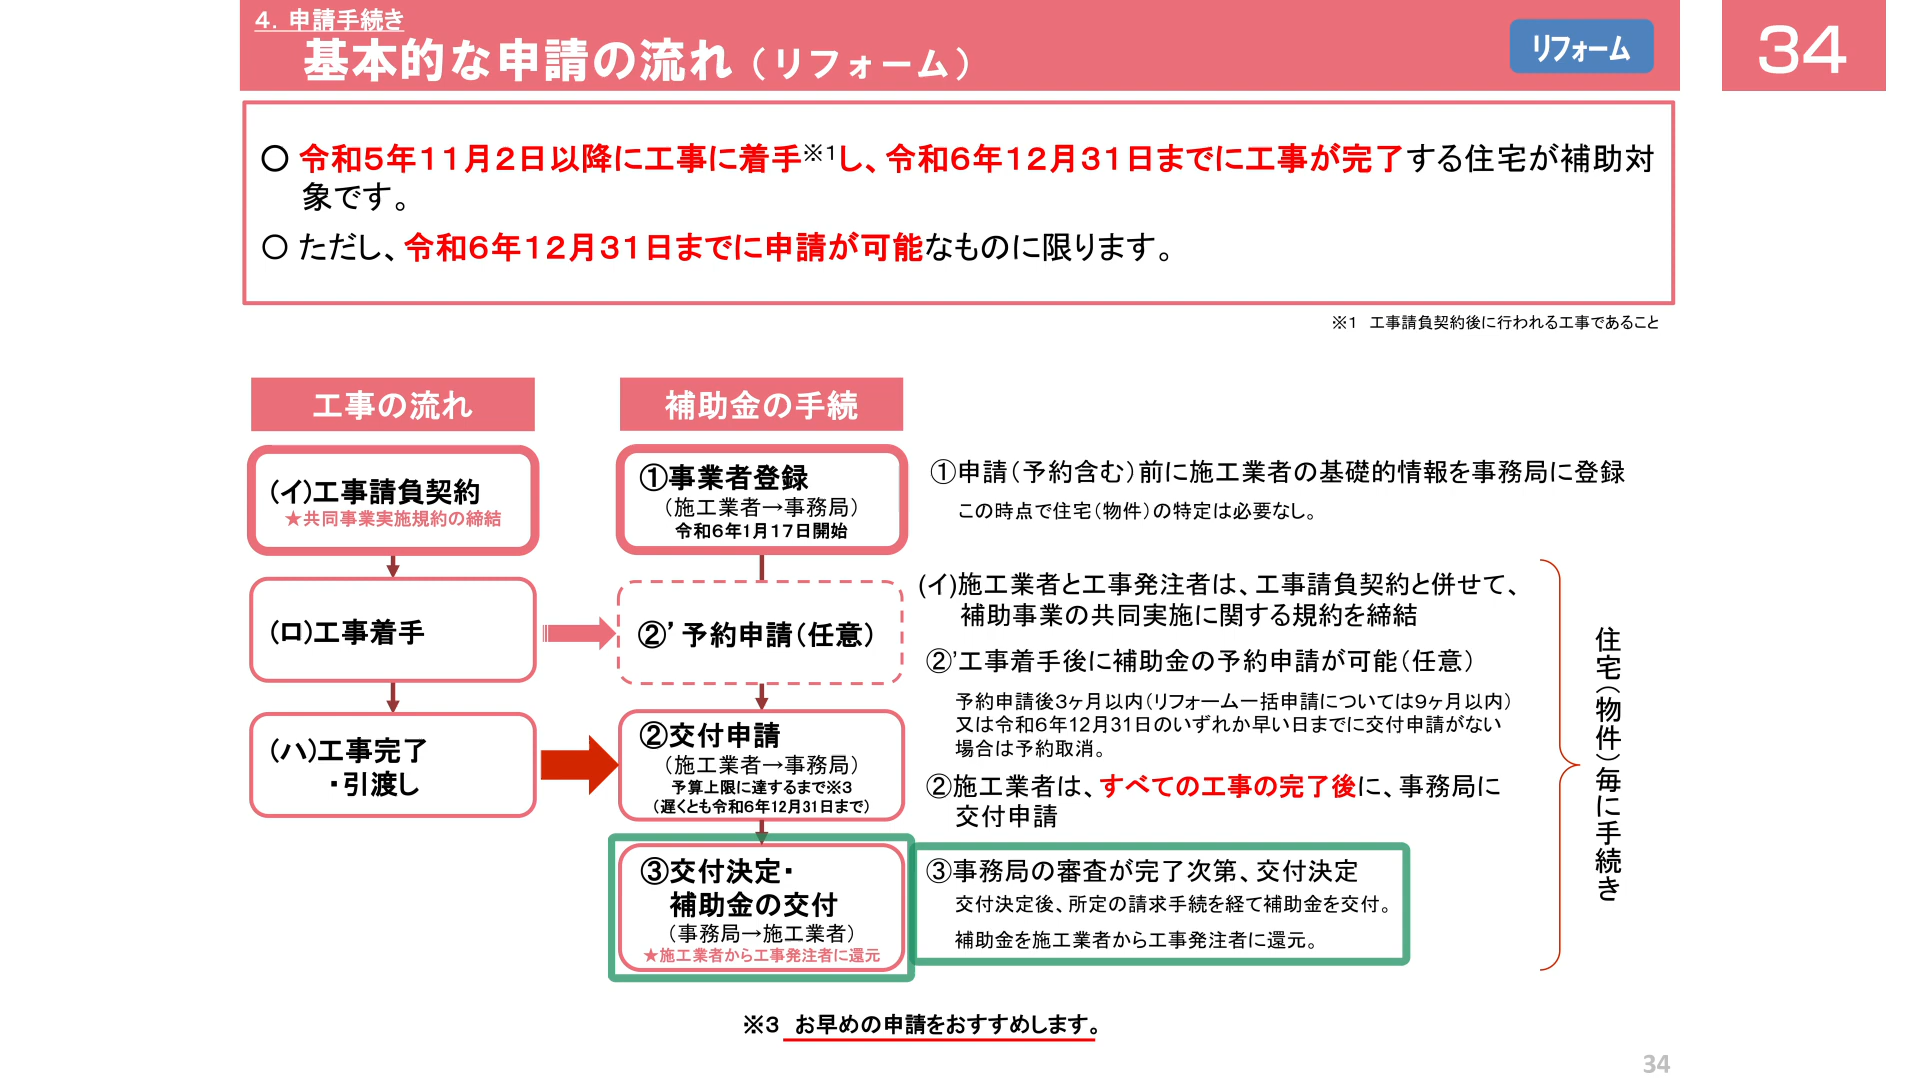 4．申請手続き
基本的な申請の流れ（リフォーム）
リフォーム
34
○ 令和5年11月2日以降に工事に着手※1し、令和6年12月31日までに工事が完了する住宅が補助対
象です。
○ ただし、令和6年12月31日までに申請が可能なものに限ります。
※1　工事請負契約後に行われる工事であること
工事の流れ
(イ)工事請負契約
★共同事業実施規約の締結
(ロ)工事着手
(ハ)工事完了
・引渡し
補助金の手続
①事業者登録
（施工業者→事務局）
令和6年1月17日開始
②’予約申請（任意）
②交付申請
（施工業者→事務局）
予算上限に達するまで※3
（遅くとも令和6年12月31日まで）
③交付決定・
補助金の交付
（事務局→施工業者）
★施工業者から工事発注者に還元
①申請（予約含む）前に施工業者の基礎的情報を事務局に登録
この時点で住宅（物件）の特定は必要なし。
(イ)施工業者と工事発注者は、工事請負契約と併せて、
補助事業の共同実施に関する規約を締結
②’工事着手後に補助金の予約申請が可能（任意）
予約申請後3ヶ月以内（リフォーム一括申請については9ヶ月以内）
又は令和6年12月31日のいずれか早い日までに交付申請がない
場合は予約取消。
②施工業者は、すべての工事の完了後に、事務局に
交付申請
③事務局の審査が完了次第、交付決定
交付決定後、所定の請求手続を経て補助金を交付。
補助金を施工業者から工事発注者に還元。
住宅（物件）毎に手続き
※3　お早めの申請をおすすめします。
34